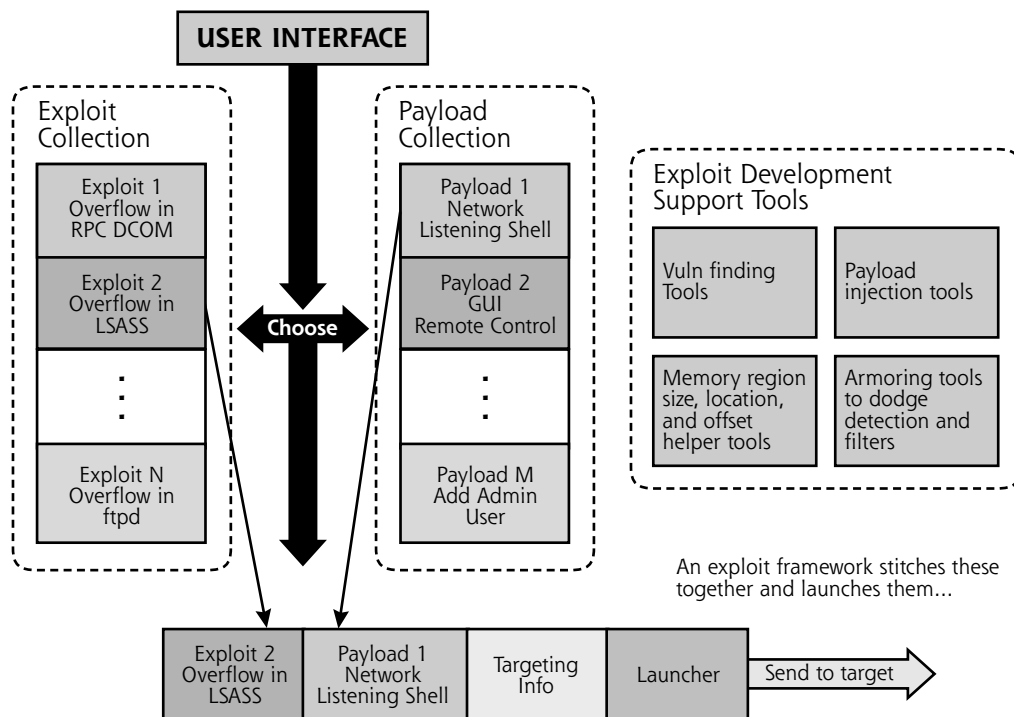 USER INTERFACE
Exploit
Collection
Exploit 1
Overflow in
RPC DCOM
Exploit 2
Overflow in
LSASS
.
.
.
Exploit N
Overflow in
ftpd
Choose
Payload
Collection
Payload 1
Network
Listening Shell
Payload 2
GUI
Remote Control
.
.
.
Payload M
Add Admin
User
Exploit Development
Support Tools
Vuln finding
Tools
Payload
injection tools
Memory region
size, location,
and offset
helper tools
Armoring tools
to dodge
detection and
filters
An exploit framework stitches these
together and launches them...
Exploit 2
Overflow in
LSASS
Payload 1
Network
Listening Shell
Targeting
Info
Launcher
Send to target